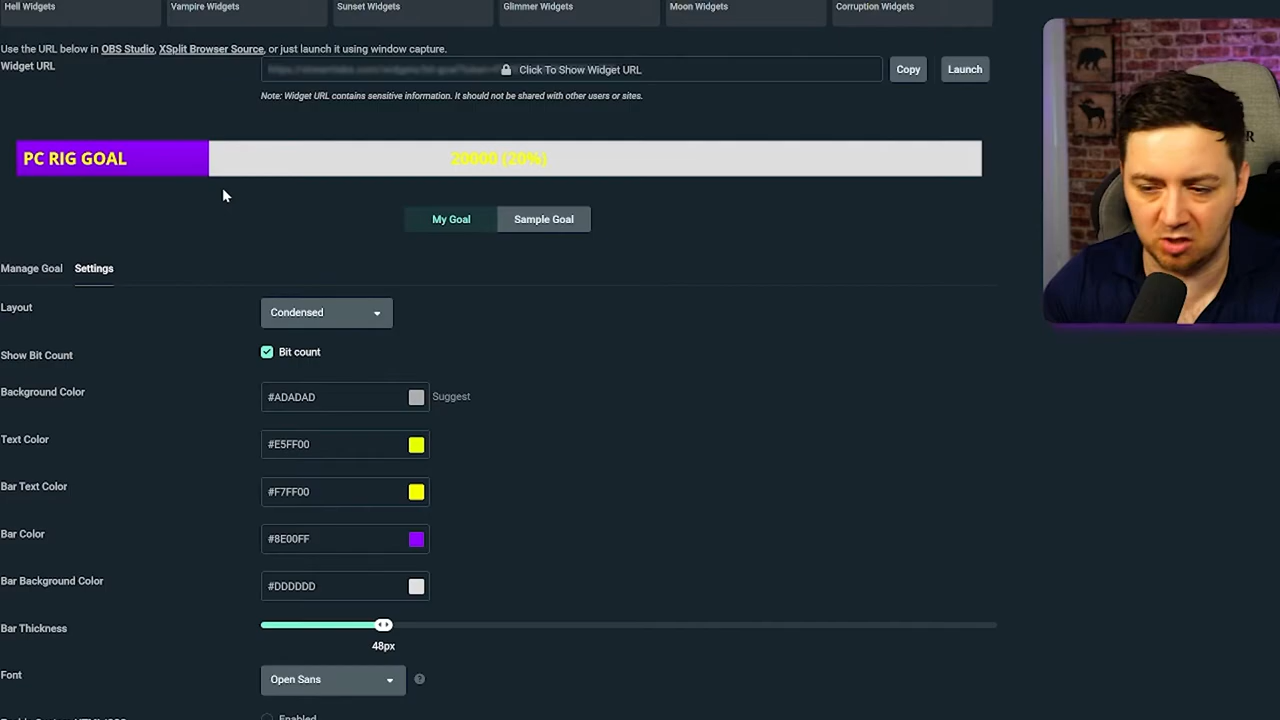 Hell Widgets
Vampire Widgets
Sunset Widgets
Glimmer Widgets
Moon Widgets
Corruption Widgets
Use the URL below in OBS Studio, XSplit Browser Source, or just launch it using window capture.
Widget URL
Click To Show Widget URL
Copy
Launch
Note: Widget URL contains sensitive information. It should not be shared with other users or sites.
PC RIG GOAL
20000 (20%)
My Goal
Sample Goal
Manage Goal
Settings
Layout
Condensed
Show Bit Count
Bit count
Background Color
#ADADAD
Suggest
Text Color
#E5FF00
Bar Text Color
#F7FF00
Bar Color
#8E00FF
Bar Background Color
#DDDDDD
Bar Thickness
48px
Font
Open Sans
?
Enabled